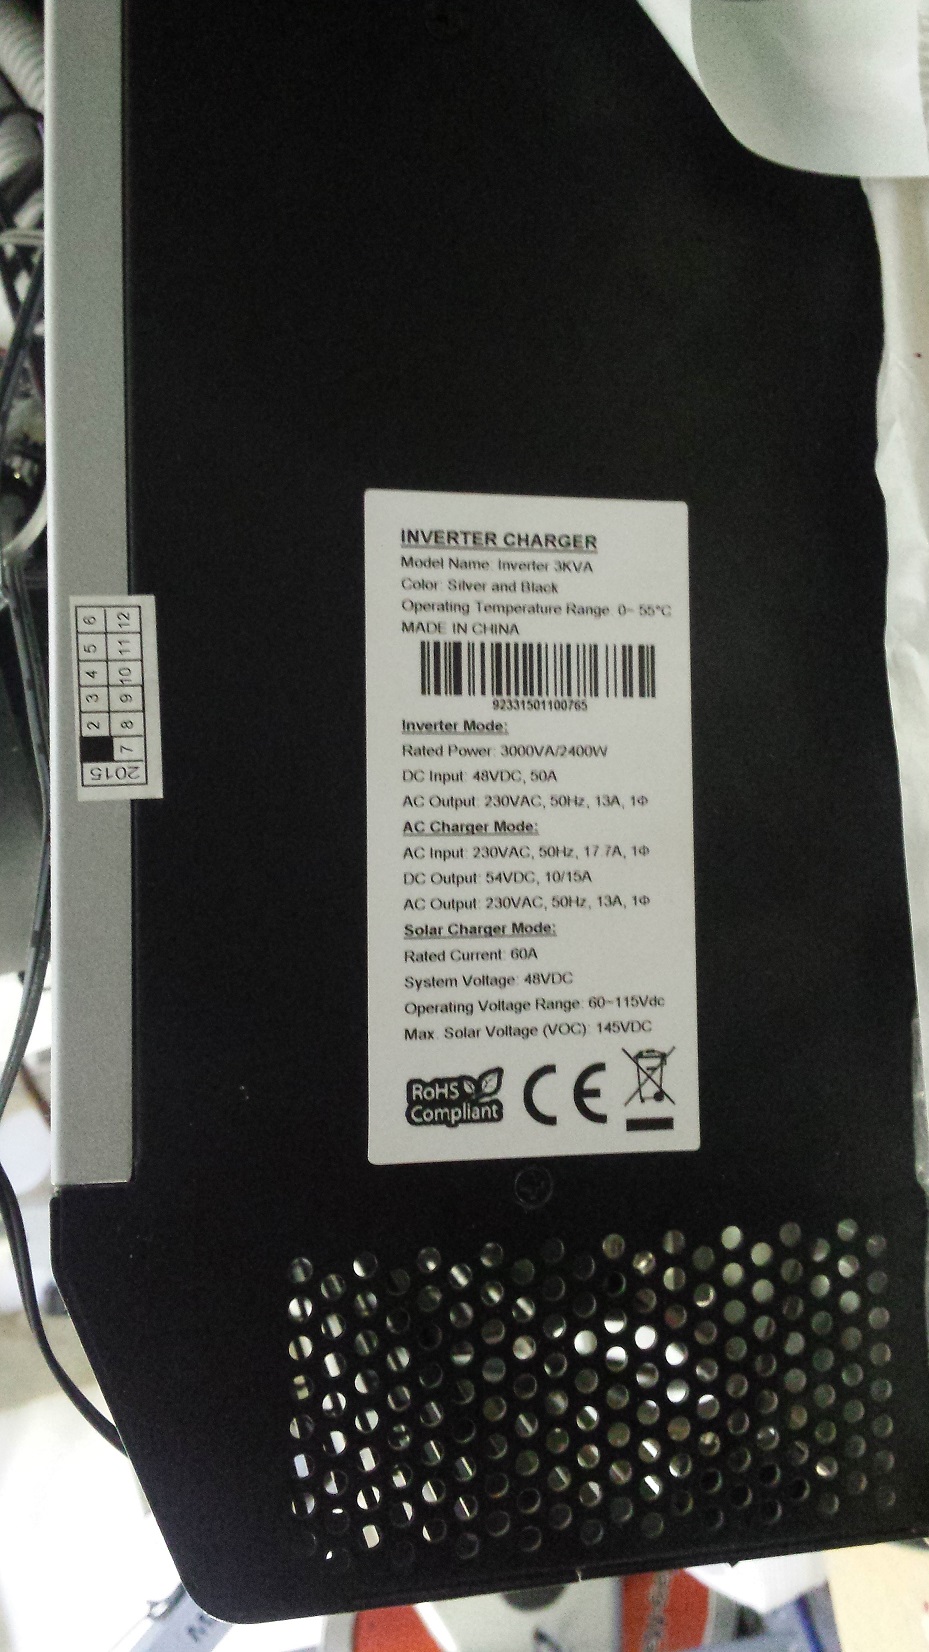 INVERTER CHARGER
Model Name: Inverter 3KVA
Color: Silver and Black
Operating Temperature Range: 0~ 55°C
MADE IN CHINA
92331501100765
Inverter Mode:
Rated Power: 3000VA/2400W
DC Input: 48VDC, 50A
AC Output: 230VAC, 50Hz, 13A, 1Φ
AC Charger Mode:
AC Input: 230VAC, 50Hz, 17.7A, 1Φ
DC Output: 54VDC, 10/15A
AC Output: 230VAC, 50Hz, 13A, 1Φ
Solar Charger Mode:
Rated Current: 60A
System Voltage: 48VDC
Operating Voltage Range: 60~115Vdc
Max. Solar Voltage (VOC): 145VDC
RoHS
Compliant
CE
2015
2 3 4 5 6
7 8 9 10 11 12